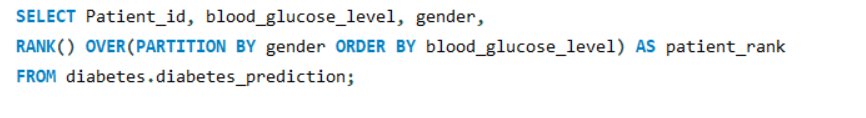 SELECT Patient_id, blood_glucose_level, gender,
RANK() OVER(PARTITION BY gender ORDER BY blood_glucose_level) AS patient_rank
FROM diabetes.diabetes_prediction;